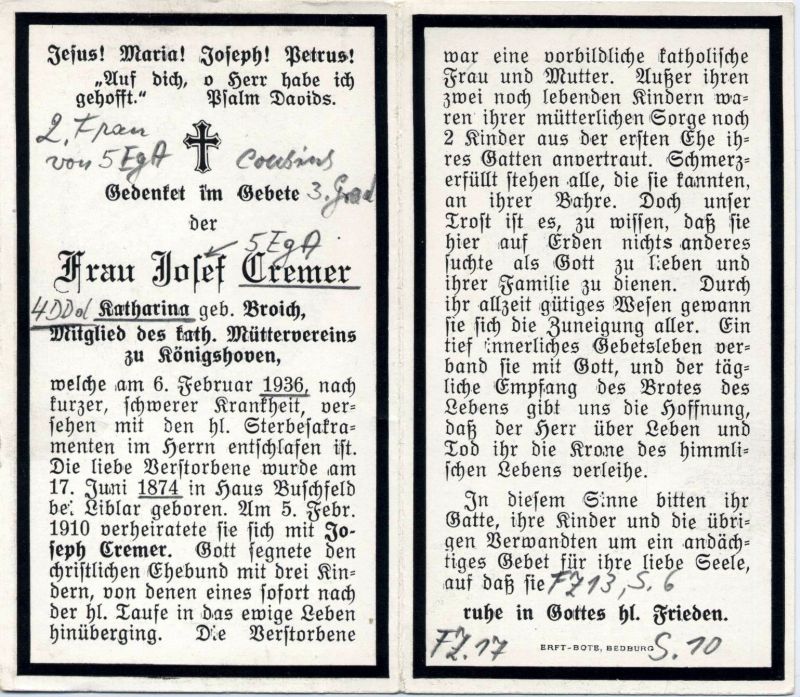 Jesus! Maria! Joseph! Petrus!
„Auf dich, o Herr habe ich
gehofft.“ Psalm Davids.
2. Frau
von 5 EgA
Cousins
3. Grad
Gedenket im Gebete
der
5 EgA
Frau Josef Cremer
4DDd
Katharina geb. Broich,
Mitglied des kath. Müttervereins
zu Königshoven,
welche am 6. Februar 1936, nach
kurzer, schwerer Krankheit, ver-
sehen mit den hl. Sterbesakra-
menten im Herrn entschlafen ist.
Die liebe Verstorbene wurde am
17. Juni 1874 in Haus Buschfeld
bei Liblar geboren. Am 5. Febr.
1910 verheiratete sie sich mit Jo-
seph Cremer. Gott segnete den
christlichen Ehebund mit drei Kin-
dern, von denen eines sofort nach
der hl. Taufe in das ewige Leben
hinüberging. Die Verstorbene
war eine vorbildliche katholische
Frau und Mutter. Außer ihren
zwei noch lebenden Kindern wa-
ren ihrer mütterlichen Sorge noch
2 Kinder aus der ersten Ehe ih-
res Gatten anvertraut. Schmerz-
erfüllt stehen alle, die sie kannten,
an ihrer Bahre. Doch unser
Trost ist es, zu wissen, daß sie
hier auf Erden nichts anderes
suchte als Gott zu lieben und
ihrer Familie zu dienen. Durch
ihr allzeit gütiges Wesen gewann
sie sich die Zuneigung aller. Ein
tief innerliches Gebetsleben ver-
band sie mit Gott, und der täg-
liche Empfang des Brotes des
Lebens gibt uns die Hoffnung,
daß der Herr über Leben und
Tod ihr die Krone des himmli-
schen Lebens verleihe.
In diesem Sinne bitten ihr
Gatte, ihre Kinder und die übri-
gen Verwandten um ein andäch-
tiges Gebet für ihre liebe Seele,
auf daß sie FZ13, S. 6
ruhe in Gottes hl. Frieden.
FZ.17 ERFT-BOTE, BEDBURG S. 10